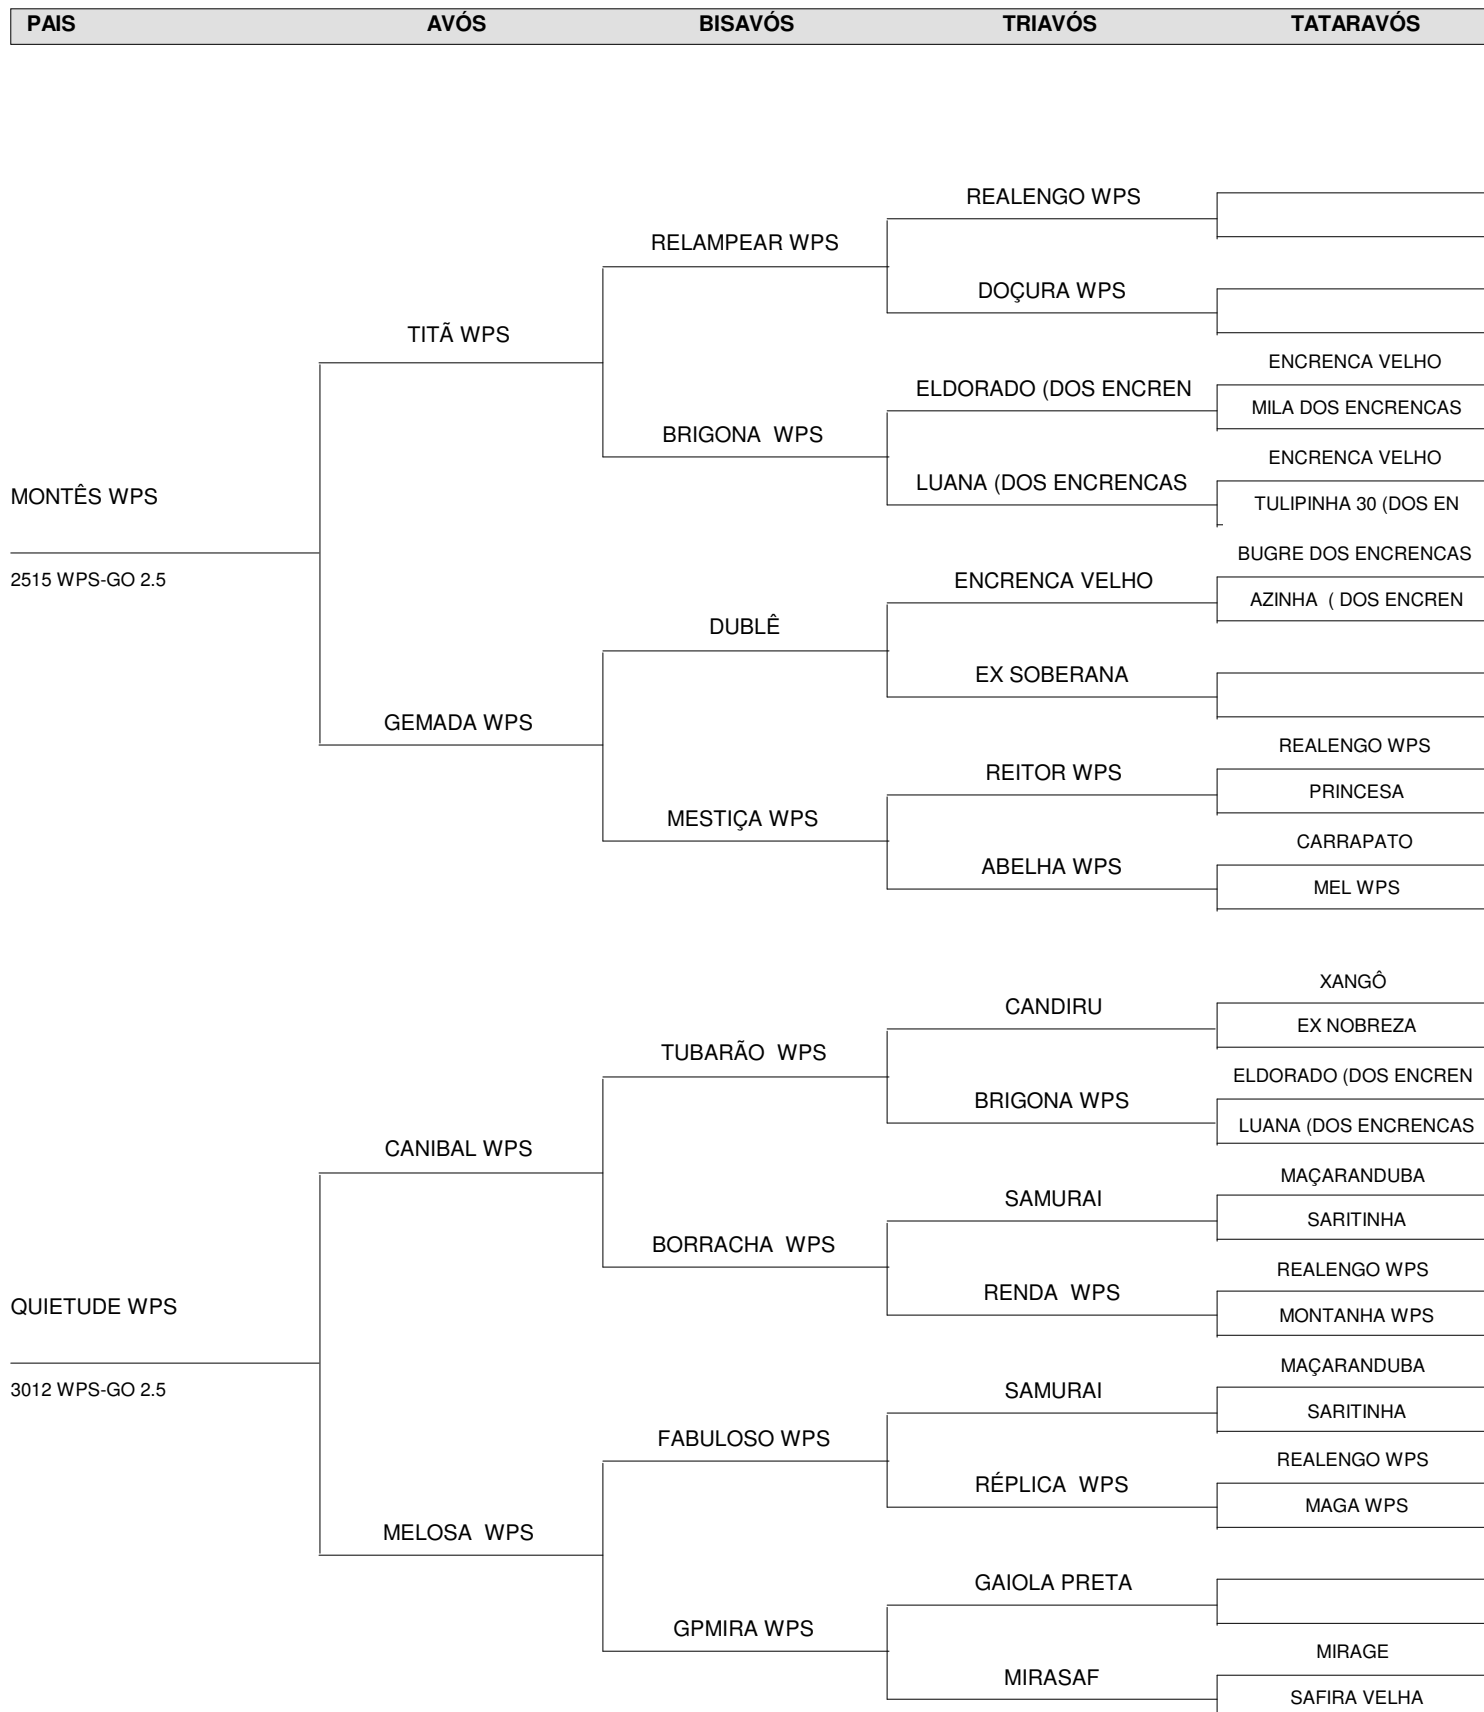 PAIS AVÓS BISAVÓS TRIAVÓS TATARAVÓS
REALENGO WPS
RELAMPEAR WPS
DOÇURA WPS
TITÃ WPS
ENCRENCA VELHO
ELDORADO (DOS ENCREN
MILA DOS ENCRENCAS
BRIGONA WPS
ENCRENCA VELHO
LUANA (DOS ENCRENCAS
MONTÊS WPS
TULIPINHA 30 (DOS EN
BUGRE DOS ENCRENCAS
2515 WPS-GO 2.5
ENCRENCA VELHO
AZINHA ( DOS ENCREN
DUBLÊ
EX SOBERANA
GEMADA WPS
REALENGO WPS
REITOR WPS
PRINCESA
MESTIÇA WPS
CARRAPATO
ABELHA WPS
MEL WPS
XANGÔ
CANDIRU
EX NOBREZA
TUBARÃO WPS
ELDORADO (DOS ENCREN
BRIGONA WPS
LUANA (DOS ENCRENCAS
CANIBAL WPS
MAÇARANDUBA
SAMURAI
SARITINHA
BORRACHA WPS
REALENGO WPS
RENDA WPS
QUIETUDE WPS
MONTANHA WPS
MAÇARANDUBA
3012 WPS-GO 2.5
SAMURAI
SARITINHA
FABULOSO WPS
REALENGO WPS
RÉPLICA WPS
MAGA WPS
MELOSA WPS
GAIOLA PRETA
GPMIRA WPS
MIRAGE
MIRASAF
SAFIRA VELHA